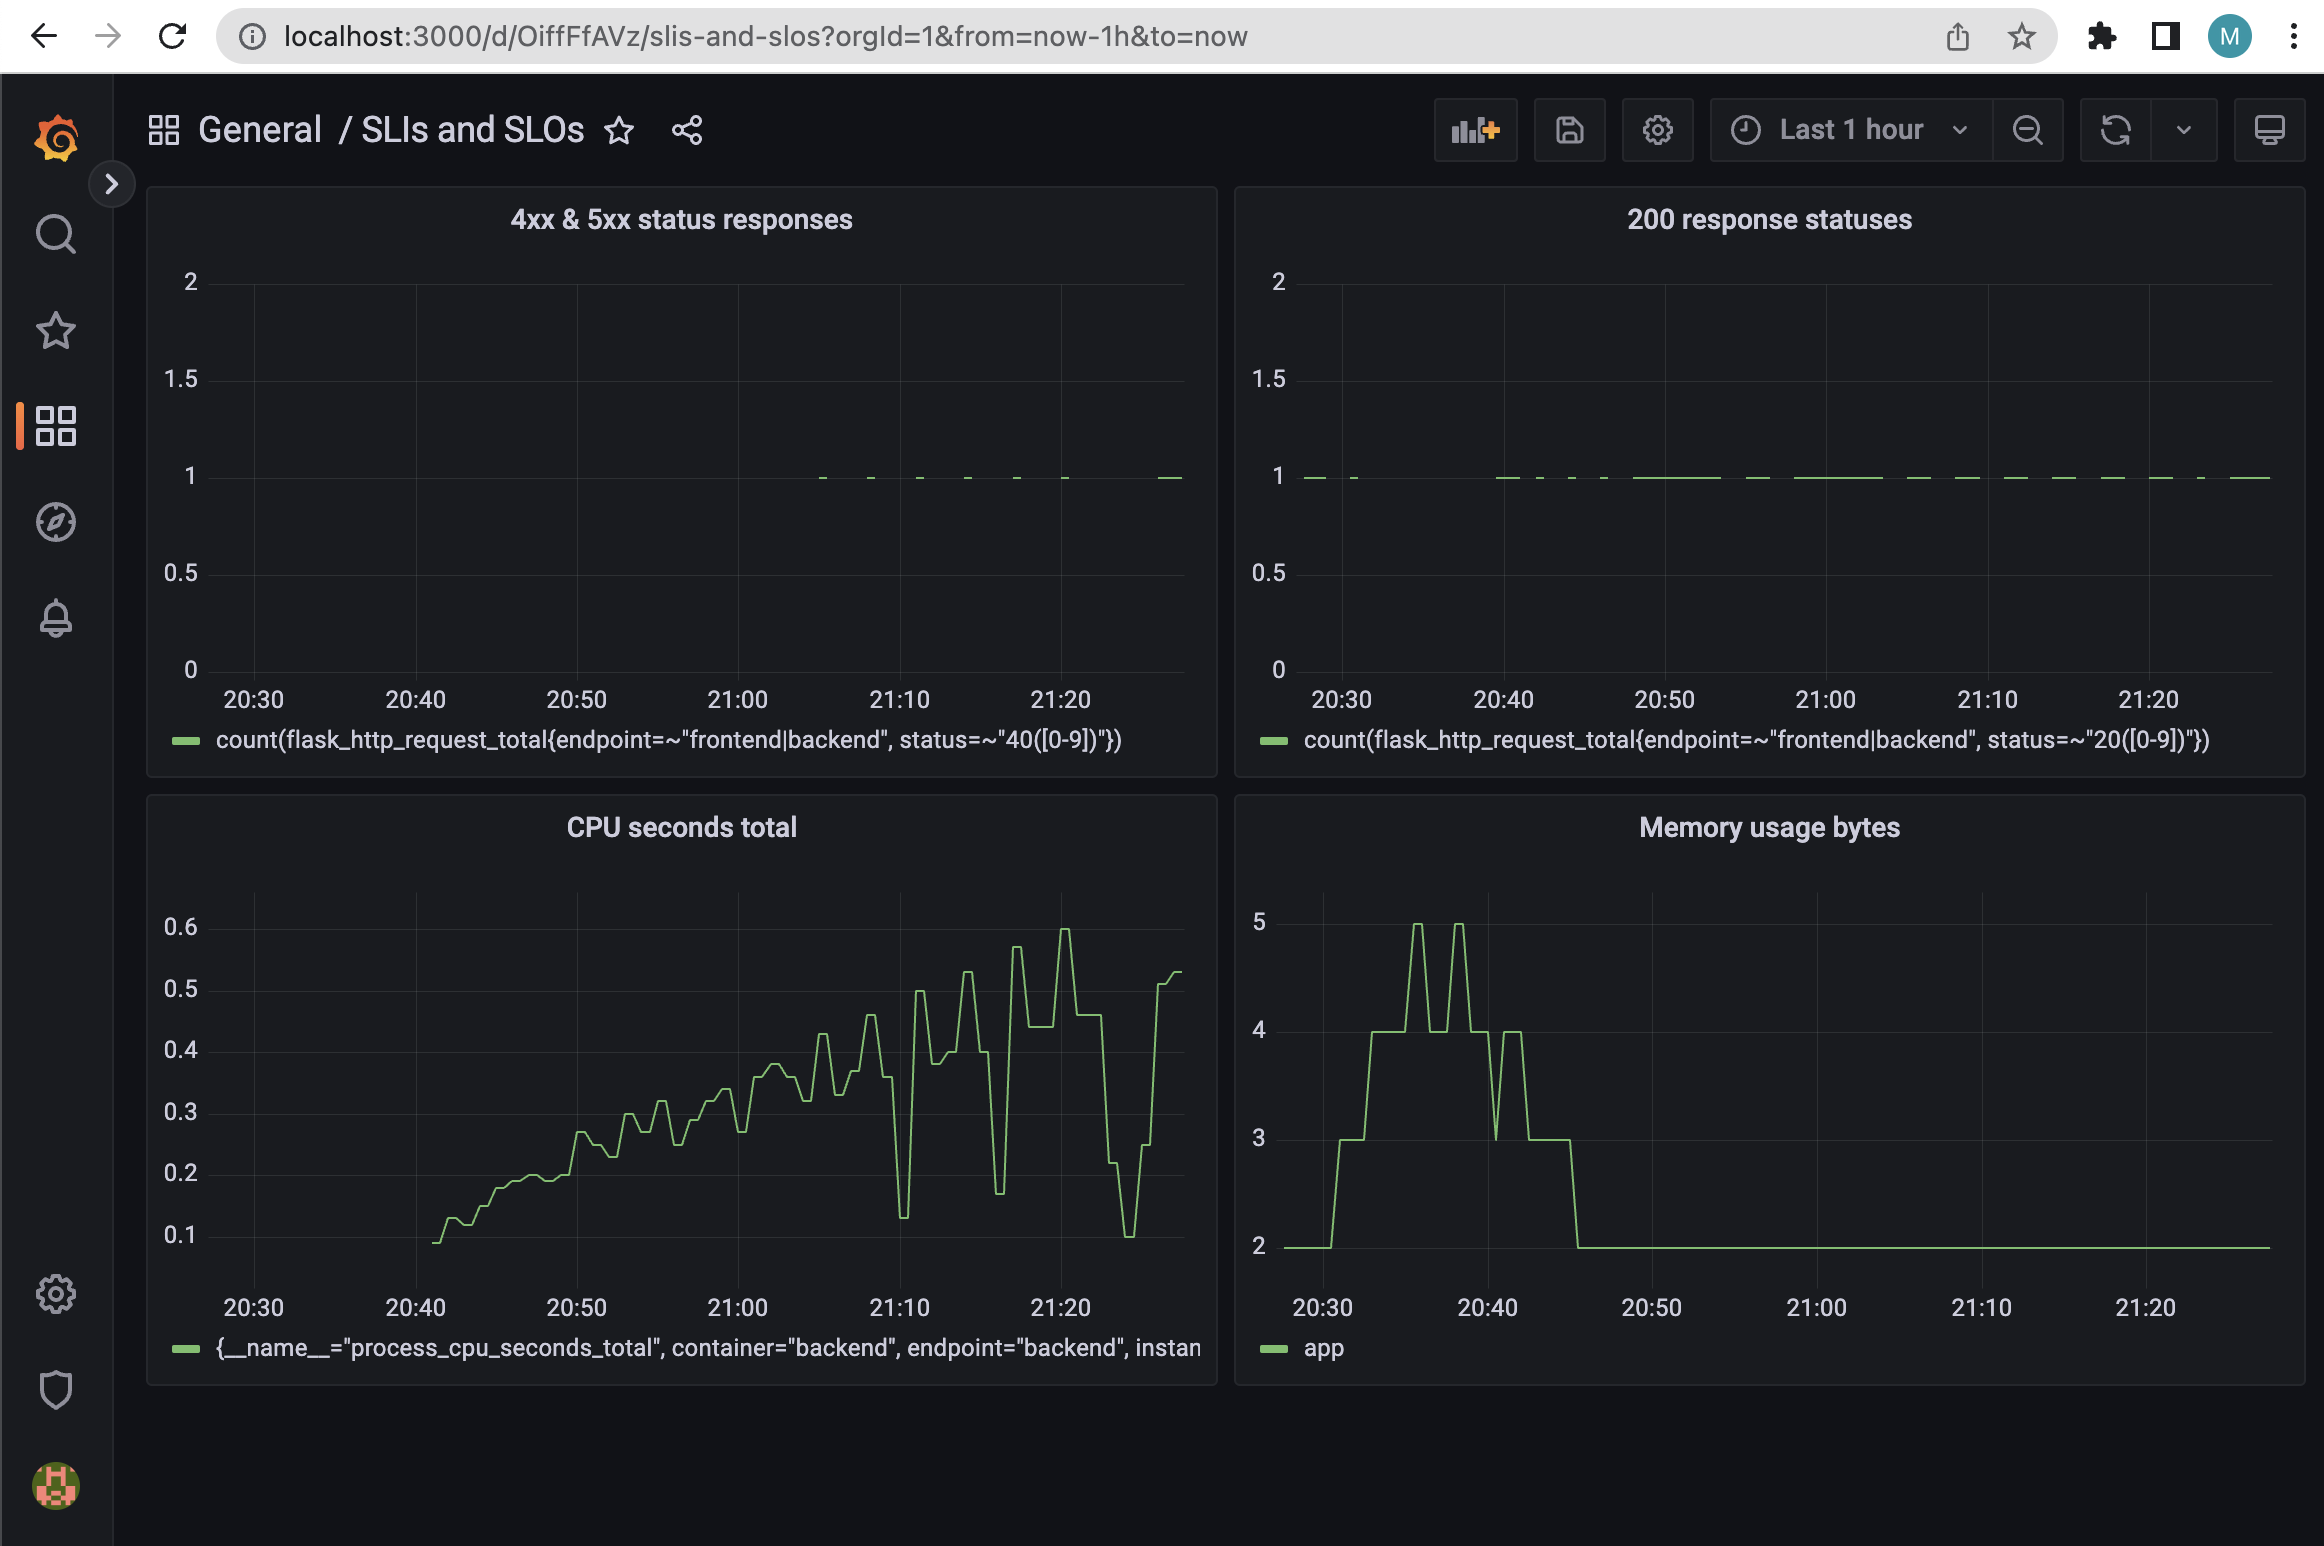 localhost:3000/d/OiffFfAVz/slis-and-slos?orgId=1&from=now-1h&to=now
M
General / SLIs and SLOs
Last 1 hour
4xx & 5xx status responses
2
1.5
1
0.5
0
20:30 20:40 20:50 21:00 21:10 21:20
count(flask_http_request_total{endpoint=~"frontend|backend", status=~"40([0-9])"})
200 response statuses
2
1.5
1
0.5
0
20:30 20:40 20:50 21:00 21:10 21:20
count(flask_http_request_total{endpoint=~"frontend|backend", status=~"20([0-9])"})
CPU seconds total
0.6
0.5
0.4
0.3
0.2
0.1
20:30 20:40 20:50 21:00 21:10 21:20
{__name__="process_cpu_seconds_total", container="backend", endpoint="backend", instan
Memory usage bytes
5
4
3
2
20:30 20:40 20:50 21:00 21:10 21:20
app